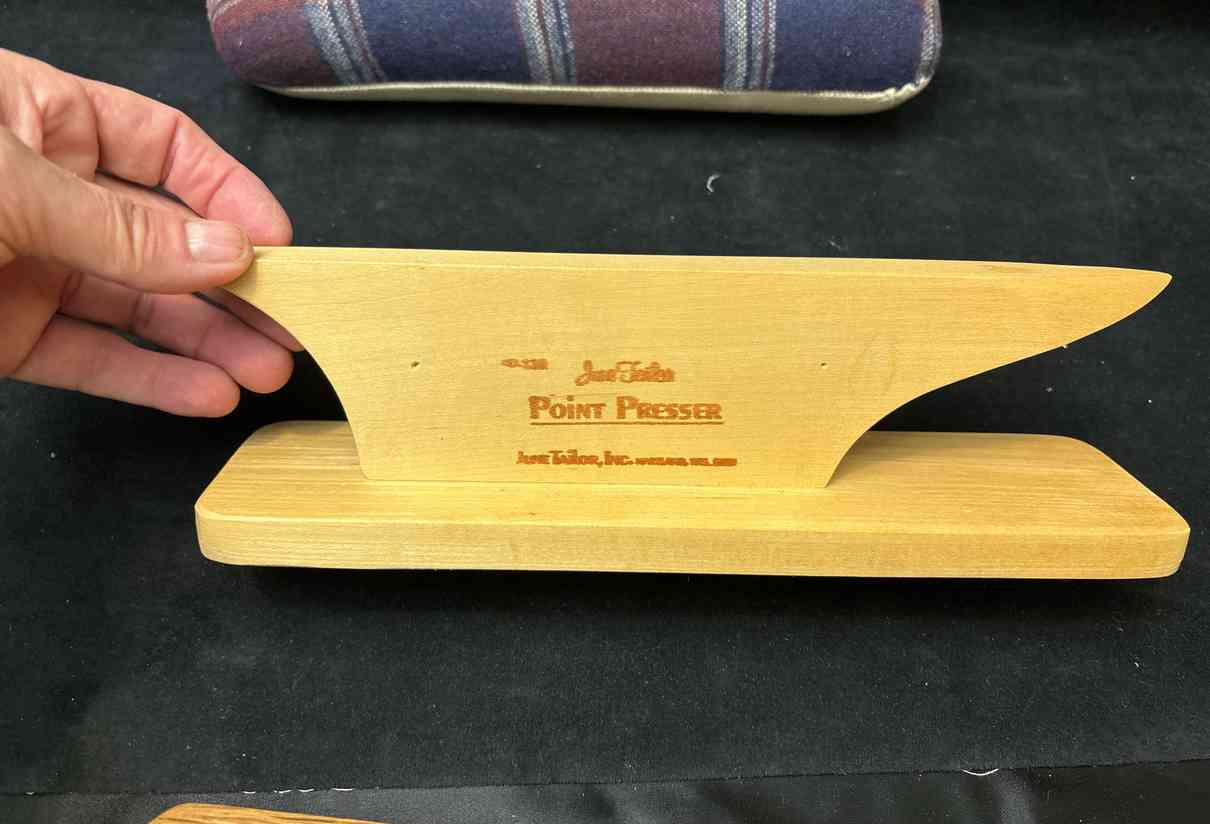 June Tailor
POINT PRESSER
JUNE TAILOR, INC.